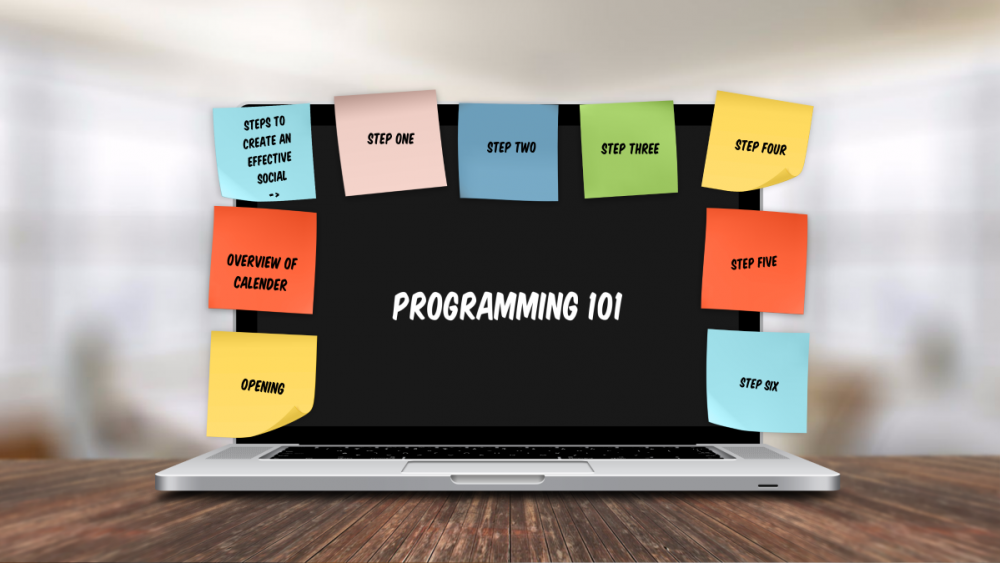 STEPS TO
CREATE AN
EFFECTIVE
SOCIAL
->
STEP ONE
STEP TWO
STEP THREE
STEP FOUR
OVERVIEW OF
CALENDER
STEP FIVE
PROGRAMMING 101
OPENING
STEP SIX